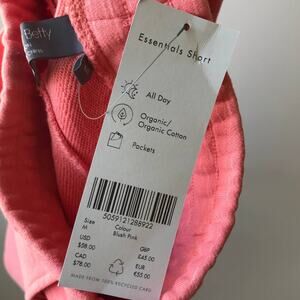 Betty
Essentials Short
All Day
Organic/
Organic Cotton
Pockets
5059121288922
Size
M
Colour
Blush Pink
USD
$58.00
GBP
£45.00
CAD
$78.00
EUR
€55.00
MADE FROM 100% RECYCLED CARD